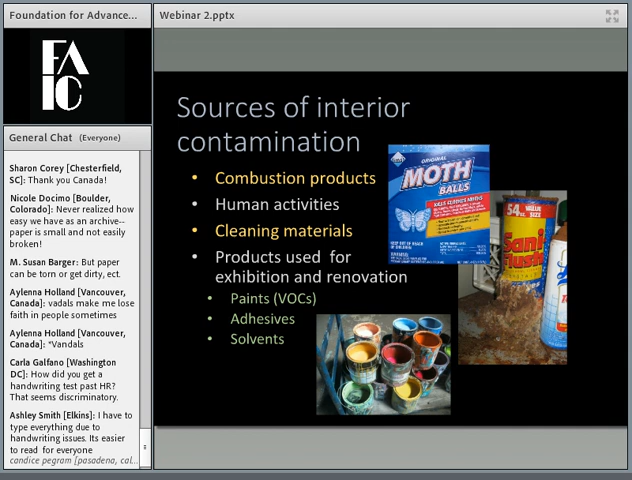 Foundation for Advance...
Webinar 2.pptx
FA
IC
General Chat (Everyone)
Sharon Corey [Chesterfield,
SC]: Thank you Canada!
Nicole Docimo [Boulder,
Colorado]: Never realized how
easy we have as an archive--
paper is small and not easily
broken!
M. Susan Barger: But paper
can be torn or get dirty, ect.
Aylenna Holland [Vancouver,
Canada]: vadals make me lose
faith in people sometimes
Aylenna Holland [Vancouver,
Canada]: *Vandals
Carla Galfano [Washington
DC]: How did you get a
handwriting test past HR?
That seems discriminatory.
Ashley Smith [Elkins]: I have to
type everything due to
handwriting issues. Its easier
to read for everyone
candice pegram [pasadena, cal...
Sources of interior
contamination
• Combustion products
• Human activities
• Cleaning materials
• Products used for
exhibition and renovation
• Paints (VOCs)
• Adhesives
• Solvents
ORIGINAL
MOTH
BALLS
54oz.
VALUE
SIZE
Sani
Flush